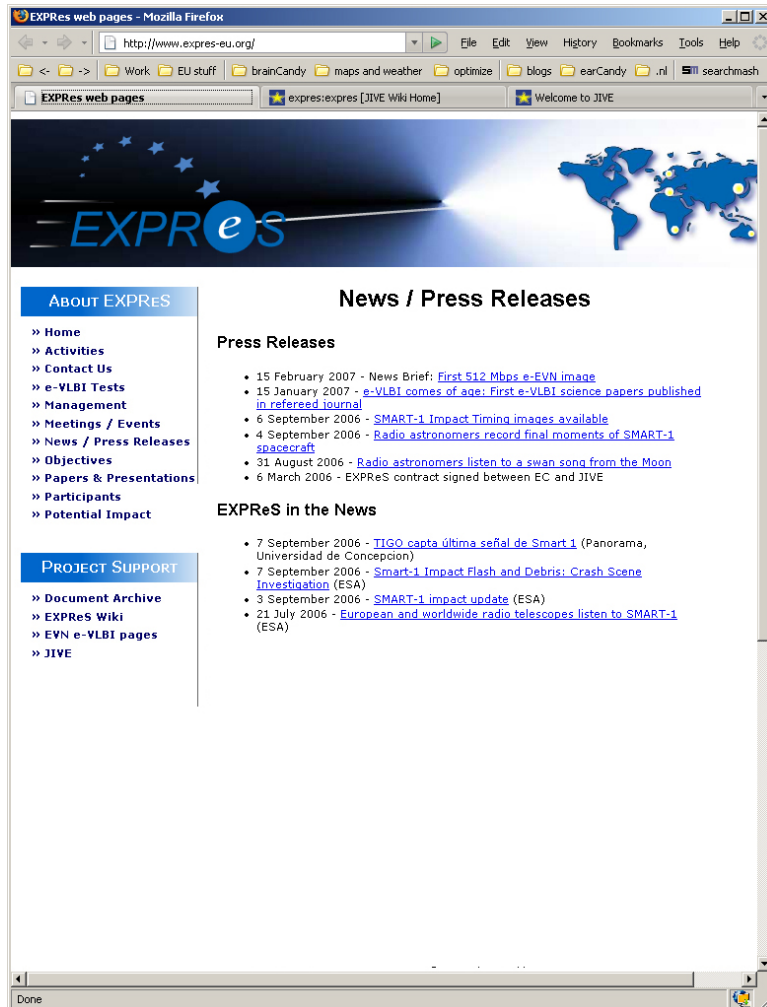 EXPRes web pages - Mozilla Firefox
http://www.expres-eu.org/ File Edit View History Bookmarks Tools Help
<- -> Work EU stuff brainCandy maps and weather optimize blogs earCandy .nl Sm searchmash
EXPRes web pages expres:expres [JIVE Wiki Home] Welcome to JIVE
EXPReS
ABOUT EXPRES
» Home
» Activities
» Contact Us
» e-VLBI Tests
» Management
» Meetings / Events
» News / Press Releases
» Objectives
» Papers & Presentations
» Participants
» Potential Impact
PROJECT SUPPORT
» Document Archive
» EXPReS Wiki
» EVN e-VLBI pages
» JIVE
News / Press Releases
Press Releases
• 15 February 2007 - News Brief: First 512 Mbps e-EVN image
• 15 January 2007 - e-VLBI comes of age: First e-VLBI science papers published
in refereed journal
• 6 September 2006 - SMART-1 Impact Timing images available
• 4 September 2006 - Radio astronomers record final moments of SMART-1
spacecraft
• 31 August 2006 - Radio astronomers listen to a swan song from the Moon
• 6 March 2006 - EXPReS contract signed between EC and JIVE
EXPReS in the News
• 7 September 2006 - TIGO capta última señal de Smart 1 (Panorama,
Universidad de Concepcion)
• 7 September 2006 - Smart-1 Impact Flash and Debris: Crash Scene
Investigation (ESA)
• 3 September 2006 - SMART-1 impact update (ESA)
• 21 July 2006 - European and worldwide radio telescopes listen to SMART-1
(ESA)
Done